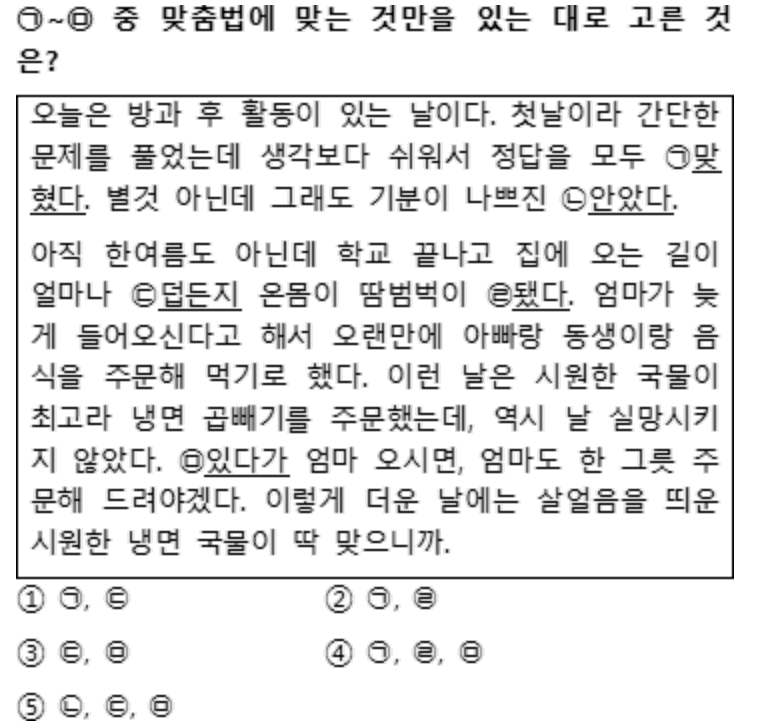 ㉠~㉤ 중 맞춤법에 맞는 것만을 있는 대로 고른 것
은?
오늘은 방과 후 활동이 있는 날이다. 첫날이라 간단한
문제를 풀었는데 생각보다 쉬워서 정답을 모두 ㉠맞
혔다. 별것 아닌데 그래도 기분이 나쁘진 ㉡안았다.
아직 한여름도 아닌데 학교 끝나고 집에 오는 길이
얼마나 ㉢덥든지 온몸이 땀범벅이 ㉣됐다. 엄마가 늦
게 들어오신다고 해서 오랜만에 아빠랑 동생이랑 음
식을 주문해 먹기로 했다. 이런 날은 시원한 국물이
최고라 냉면 곱빼기를 주문했는데, 역시 날 실망시키
지 않았다. ㉤있다가 엄마 오시면, 엄마도 한 그릇 주
문해 드려야겠다. 이렇게 더운 날에는 살얼음을 띄운
시원한 냉면 국물이 딱 맞으니까.
① ㉠, ㉢ ② ㉠, ㉣
③ ㉢, ㉤ ④ ㉠, ㉣, ㉤
⑤ ㉡, ㉢, ㉤